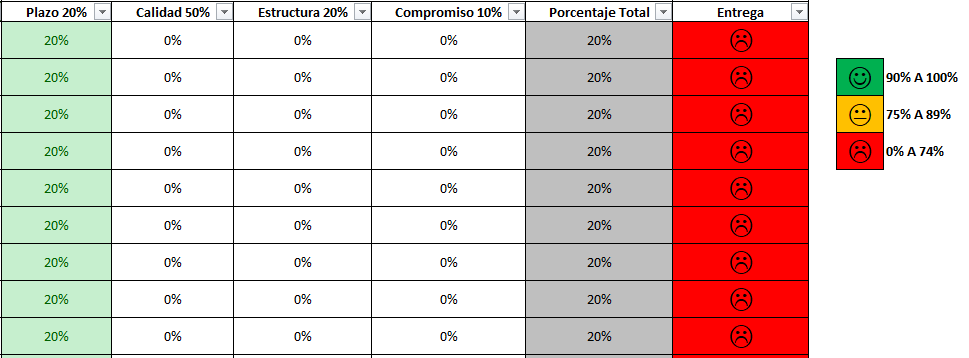 Plazo 20% Calidad 50% Estructura 20% Compromiso 10% Porcentaje Total Entrega
20% 0% 0% 0% 20%
20% 0% 0% 0% 20% 90% A 100%
20% 0% 0% 0% 20% 75% A 89%
20% 0% 0% 0% 20% 0% A 74%
20% 0% 0% 0% 20%
20% 0% 0% 0% 20%
20% 0% 0% 0% 20%
20% 0% 0% 0% 20%
20% 0% 0% 0% 20%